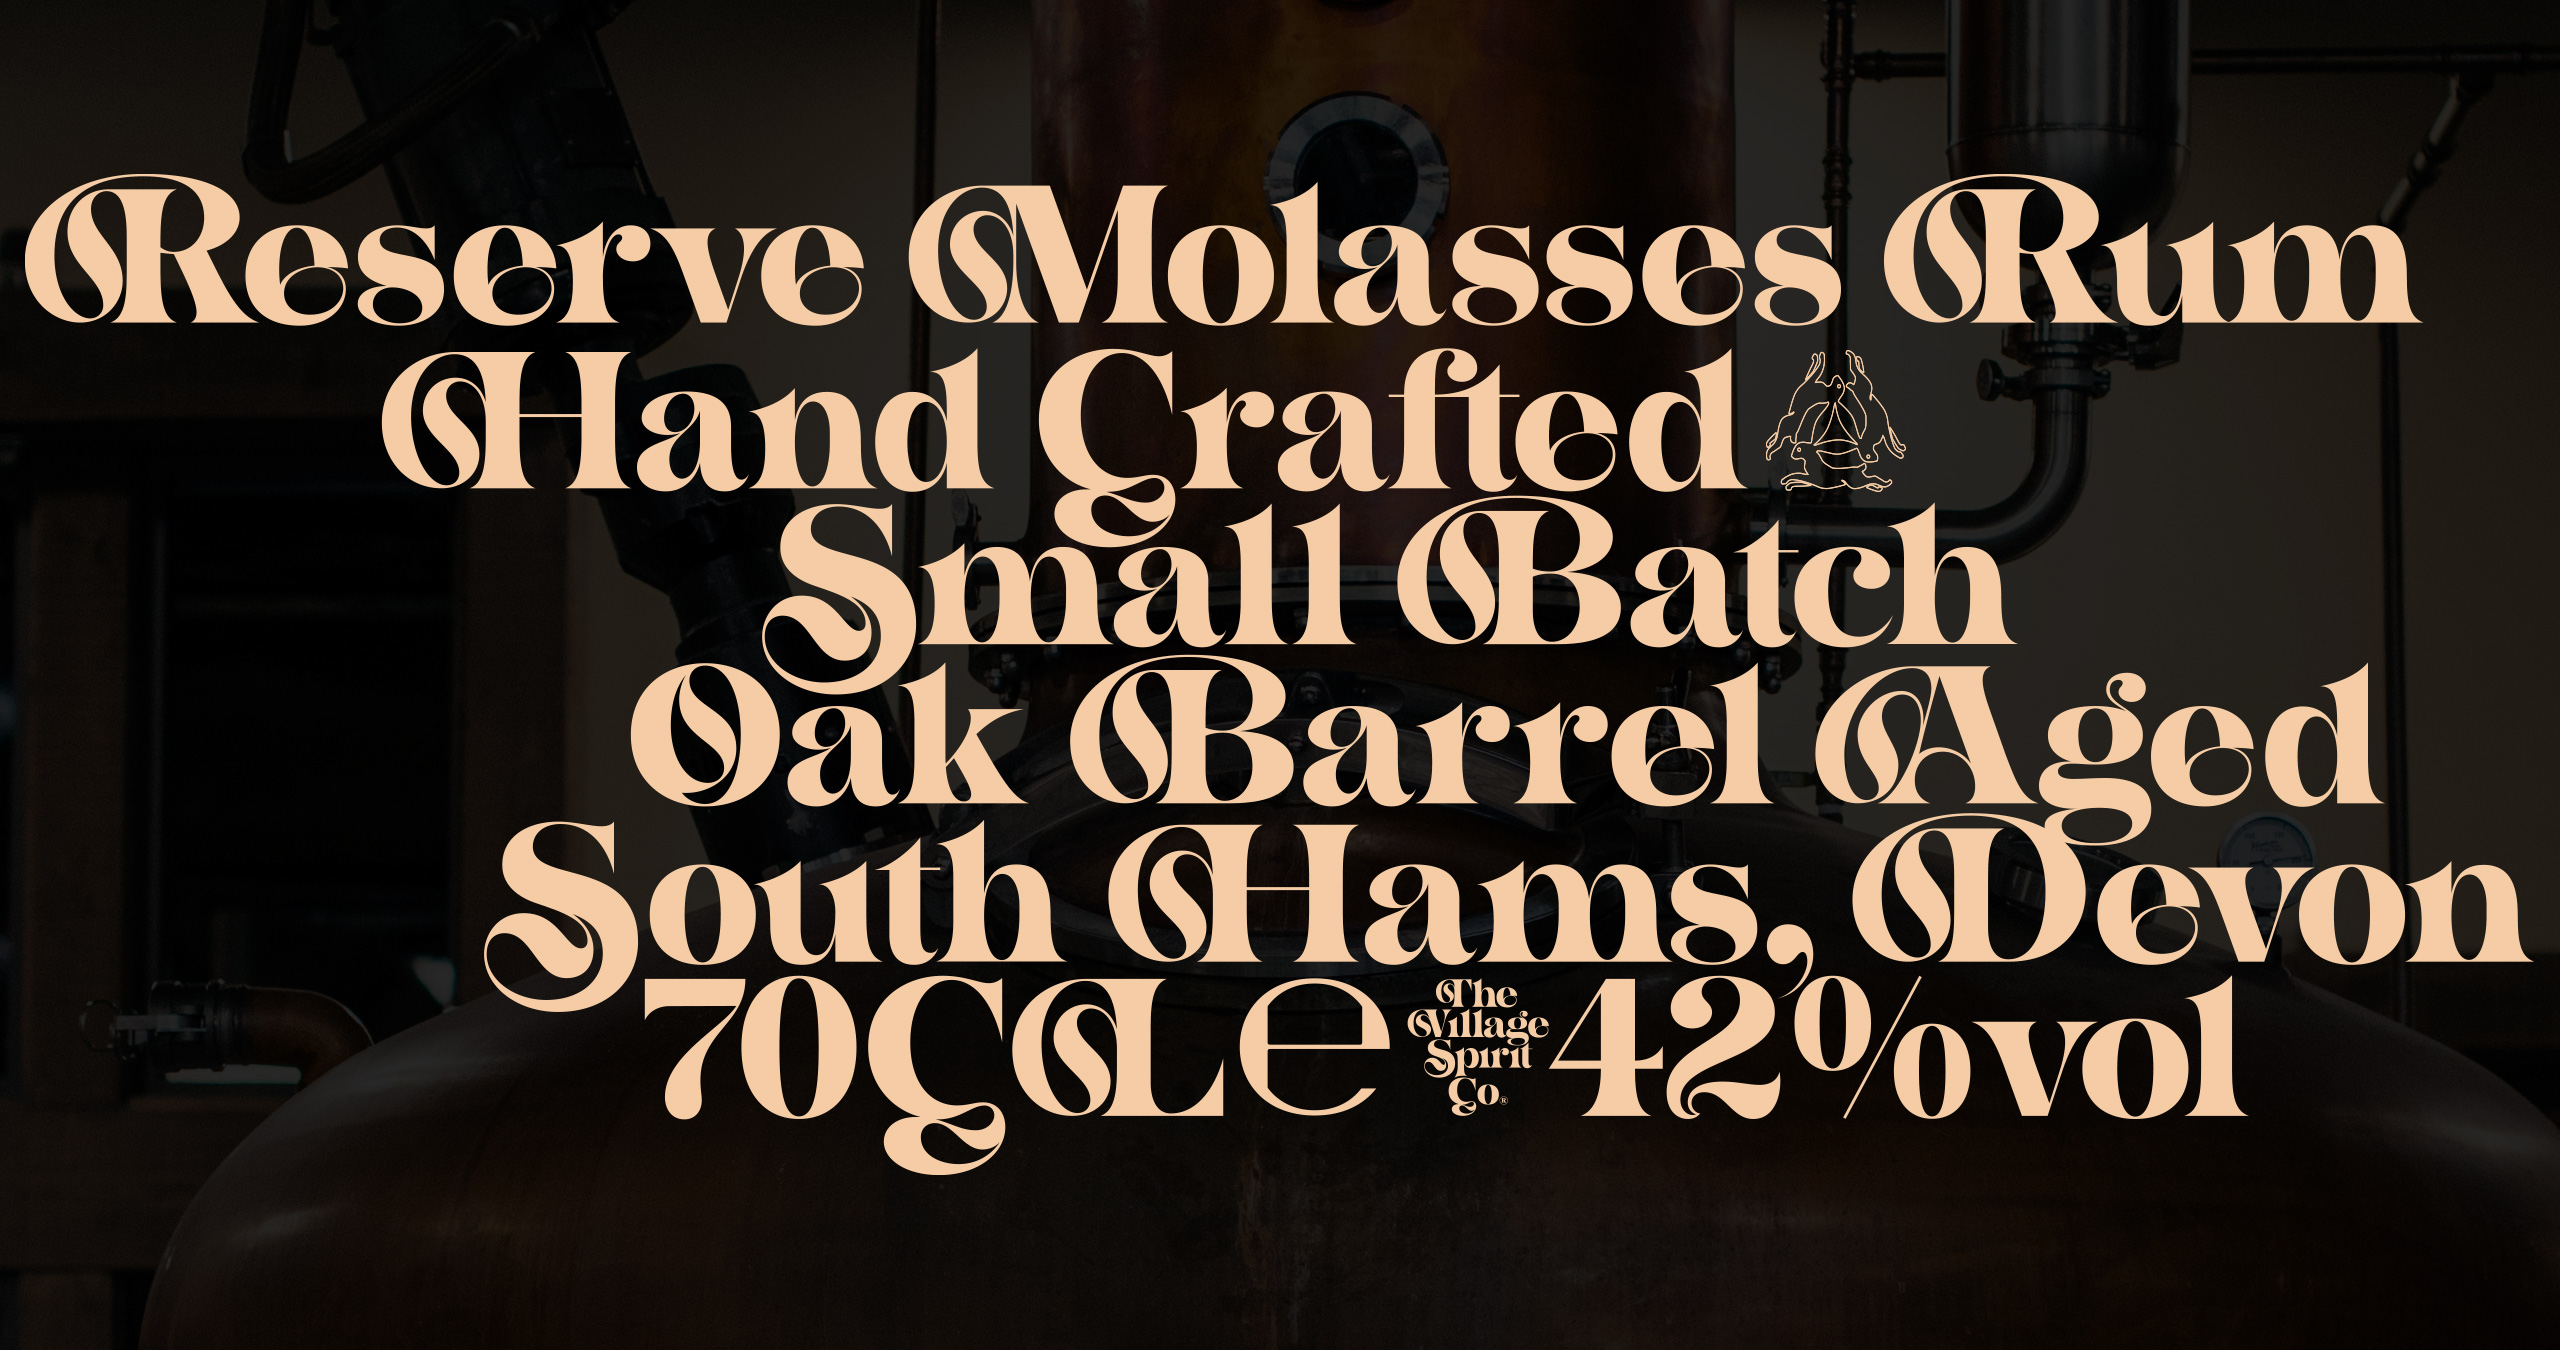 Reserve Molasses Rum
Hand Crafted
Small Batch
Oak Barrel Aged
South Hams, Devon
70CL ℮ 42%vol
The
Village
Spirit
Co®